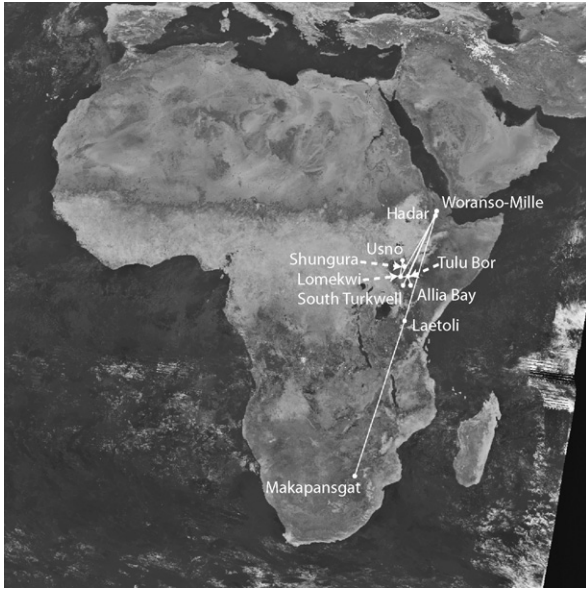 Woranso-Mille
Hadar
Usno
Shungura
Tulu Bor
Lomekwi
South Turkwell
Allia Bay
Laetoli
Makapansgat